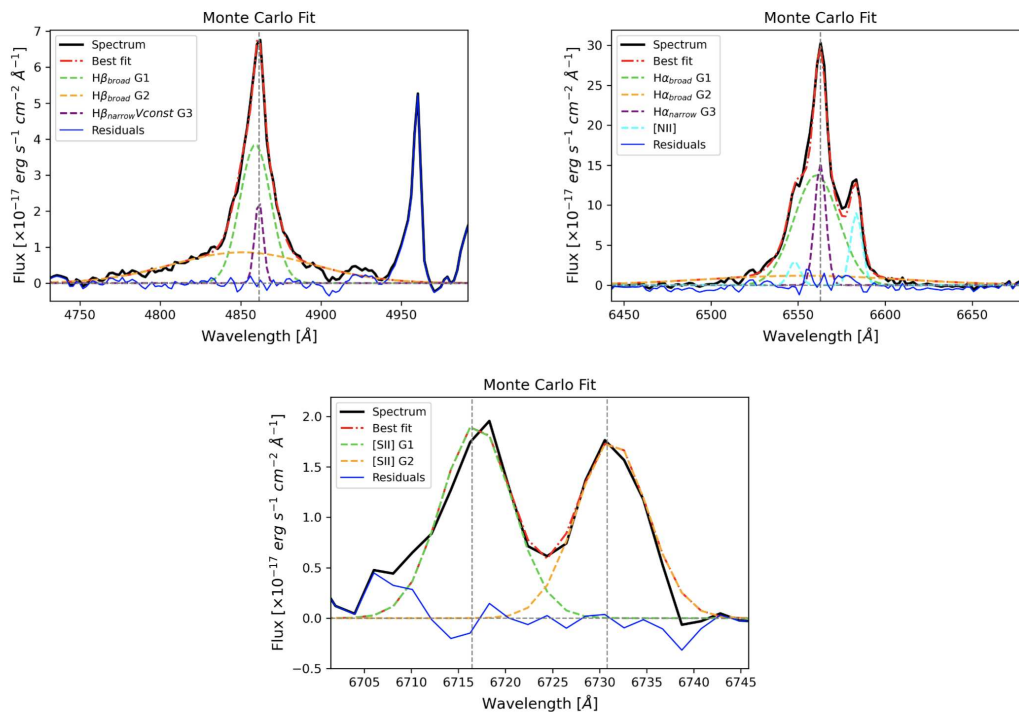 Monte Carlo Fit
7
6
5
4
3
2
1
0
Flux [×10⁻¹⁷ erg s⁻¹ cm⁻² Å⁻¹]
Spectrum
Best fit
Hβbroad G1
Hβbroad G2
HβnarrowVconst G3
Residuals
4750 4800 4850 4900 4950
Wavelength [Å]
Monte Carlo Fit
30
25
20
15
10
5
0
Flux [×10⁻¹⁷ erg s⁻¹ cm⁻² Å⁻¹]
Spectrum
Best fit
Hαbroad G1
Hαbroad G2
Hαnarrow G3
[NII]
Residuals
6450 6500 6550 6600 6650
Wavelength [Å]
Monte Carlo Fit
2.0
1.5
1.0
0.5
0.0
−0.5
Flux [×10⁻¹⁷ erg s⁻¹ cm⁻² Å⁻¹]
Spectrum
Best fit
[SII] G1
[SII] G2
Residuals
6705 6710 6715 6720 6725 6730 6735 6740 6745
Wavelength [Å]